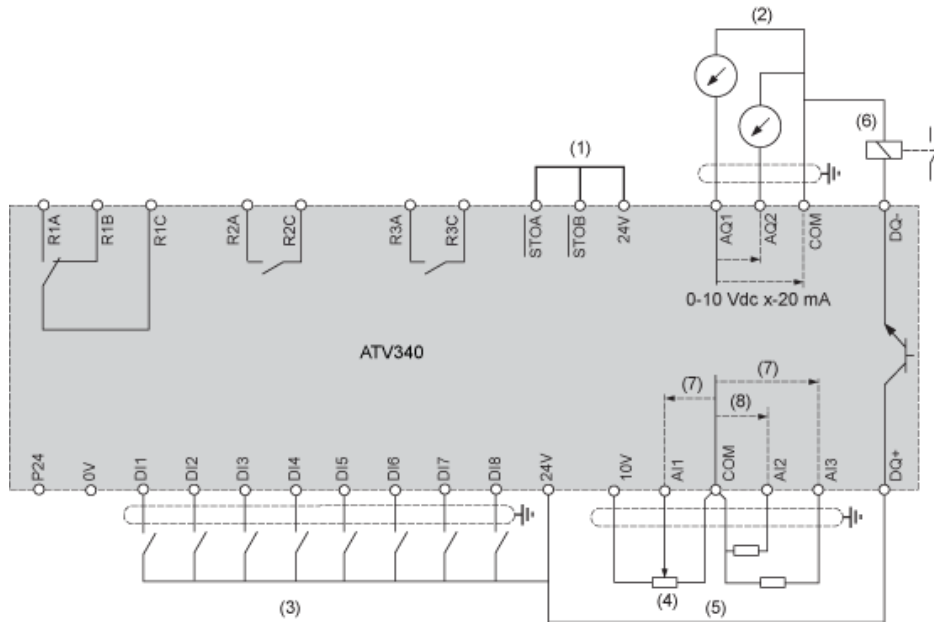 (2)
(6)
(1)
R1A
R1B
R1C
R2A
R2C
R3A
R3C
STOA
STOB
24V
AQ1
AQ2
COM
DQ-
0-10 Vdc x-20 mA
ATV340
(7)
(7)
(8)
P24
0V
DI1
DI2
DI3
DI4
DI5
DI6
DI7
DI8
24V
10V
AI1
COM
AI2
AI3
DQ+
(3)
(4)
(5)